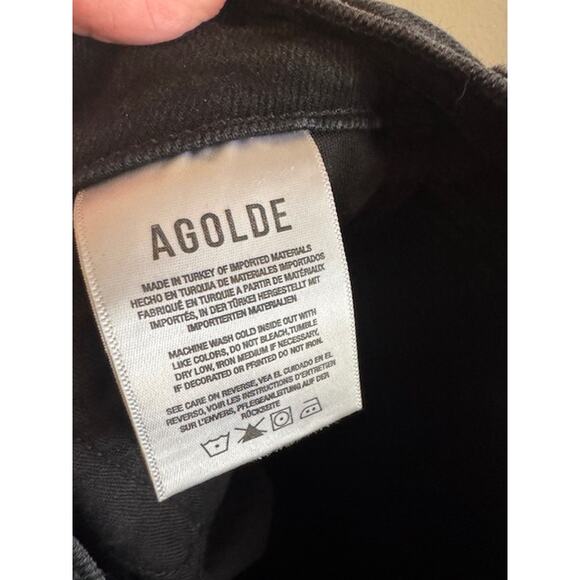 AGOLDE
MADE IN TURKEY OF IMPORTED MATERIALS
HECHO EN TURQUIA DE MATERIALES IMPORTADOS
FABRIQUÉ EN TURQUIE A PARTIR DE MATÉRIAUX
IMPORTÉS, IN DER TÜRKEI HERGESTELLT MIT
IMPORTIERTEN MATERIALIEN
MACHINE WASH COLD INSIDE OUT WITH
LIKE COLORS, DO NOT BLEACH, TUMBLE
DRY LOW, IRON MEDIUM IF NECESSARY,
IF DECORATED OR PRINTED DO NOT IRON.
SEE CARE ON REVERSE, VEA EL CUIDADO EN EL
REVERSO, VOIR LES INSTRUCTIONS D'ENTRETIEN
SUR L'ENVERS, PFLEGEANLEITUNG AUF DER
RÜCKSEITE